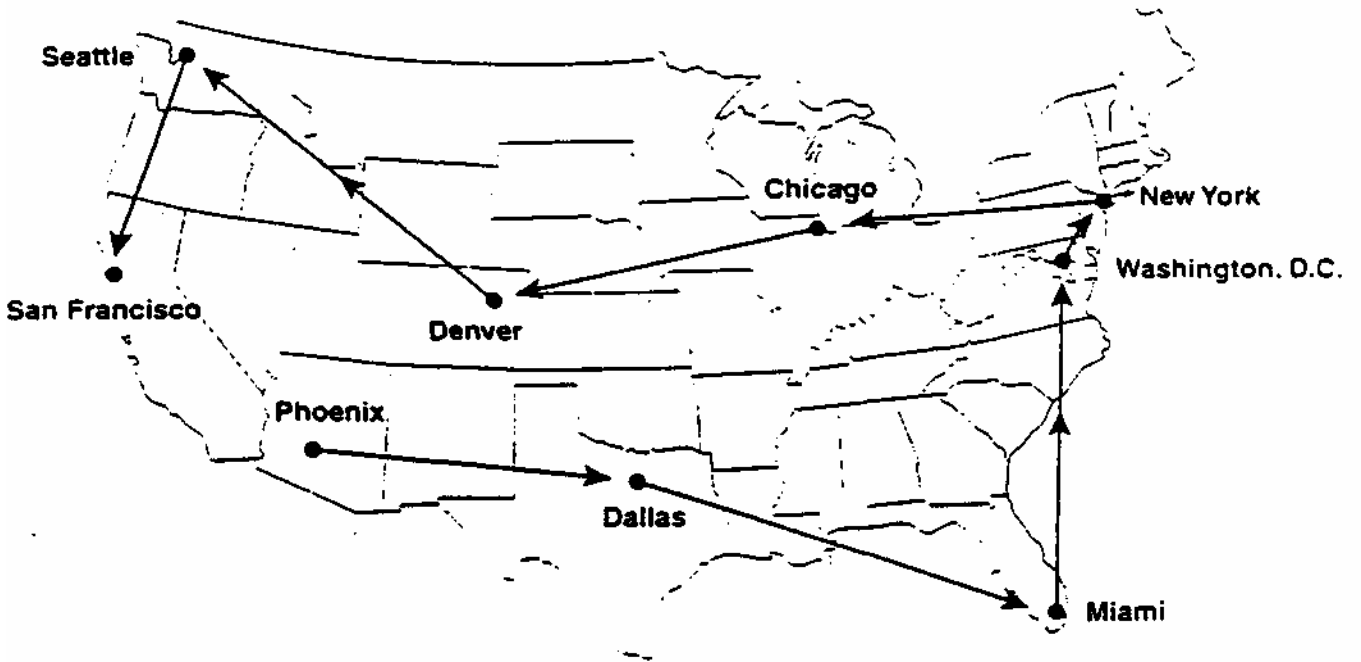 Seattle
Chicago
New York
Washington, D.C.
San Francisco
Denver
Phoenix
Dallas
Miami